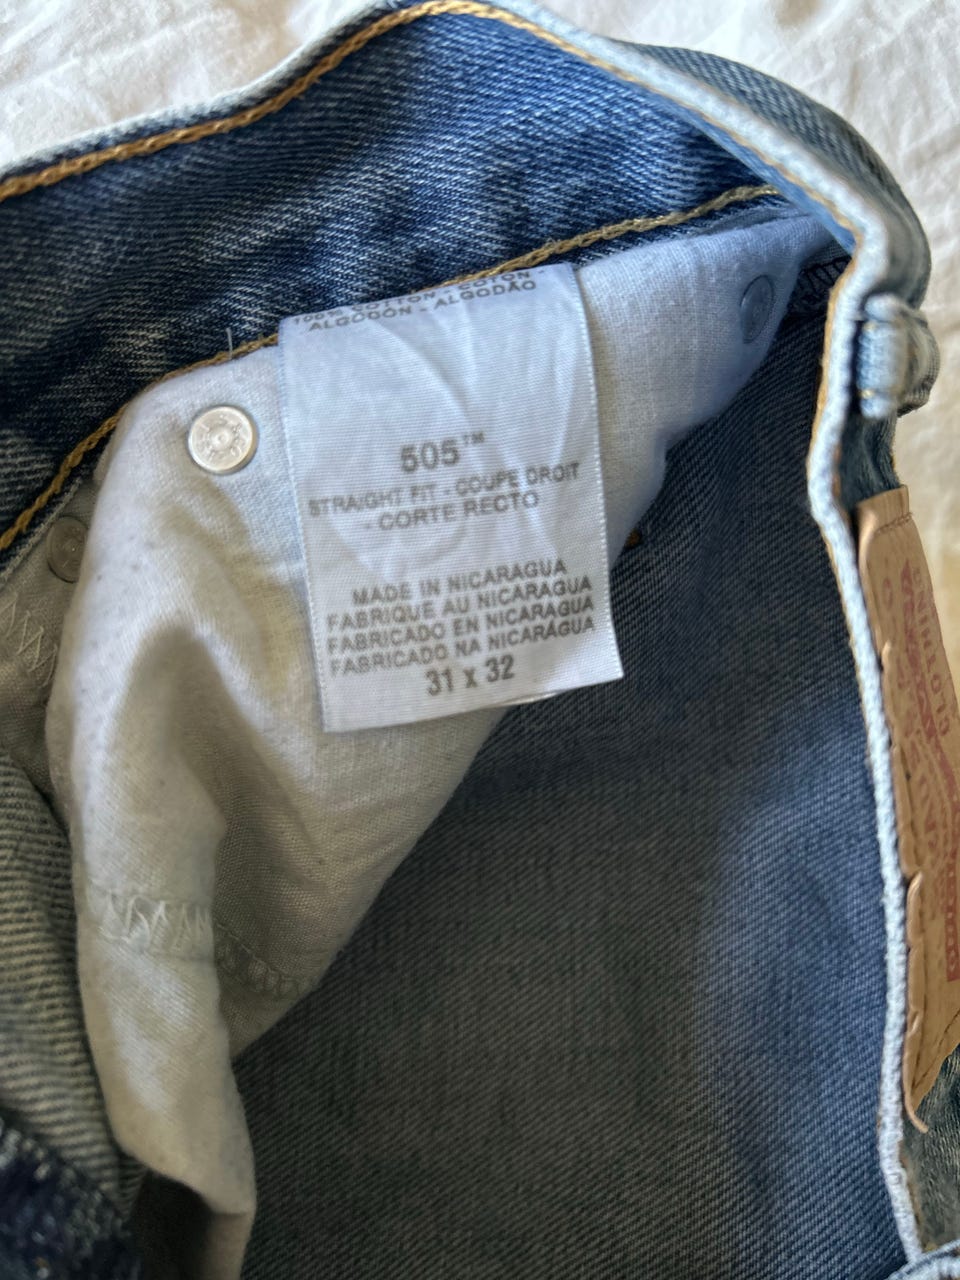 100% COTTON - COTON -
ALGODÓN - ALGODÃO
505™
STRAIGHT FIT - COUPE DROIT
- CORTE RECTO
MADE IN NICARAGUA
FABRIQUE AU NICARAGUA
FABRICADO EN NICARAGUA
FABRICADO NA NICARÁGUA
31 x 32
CLOTHING